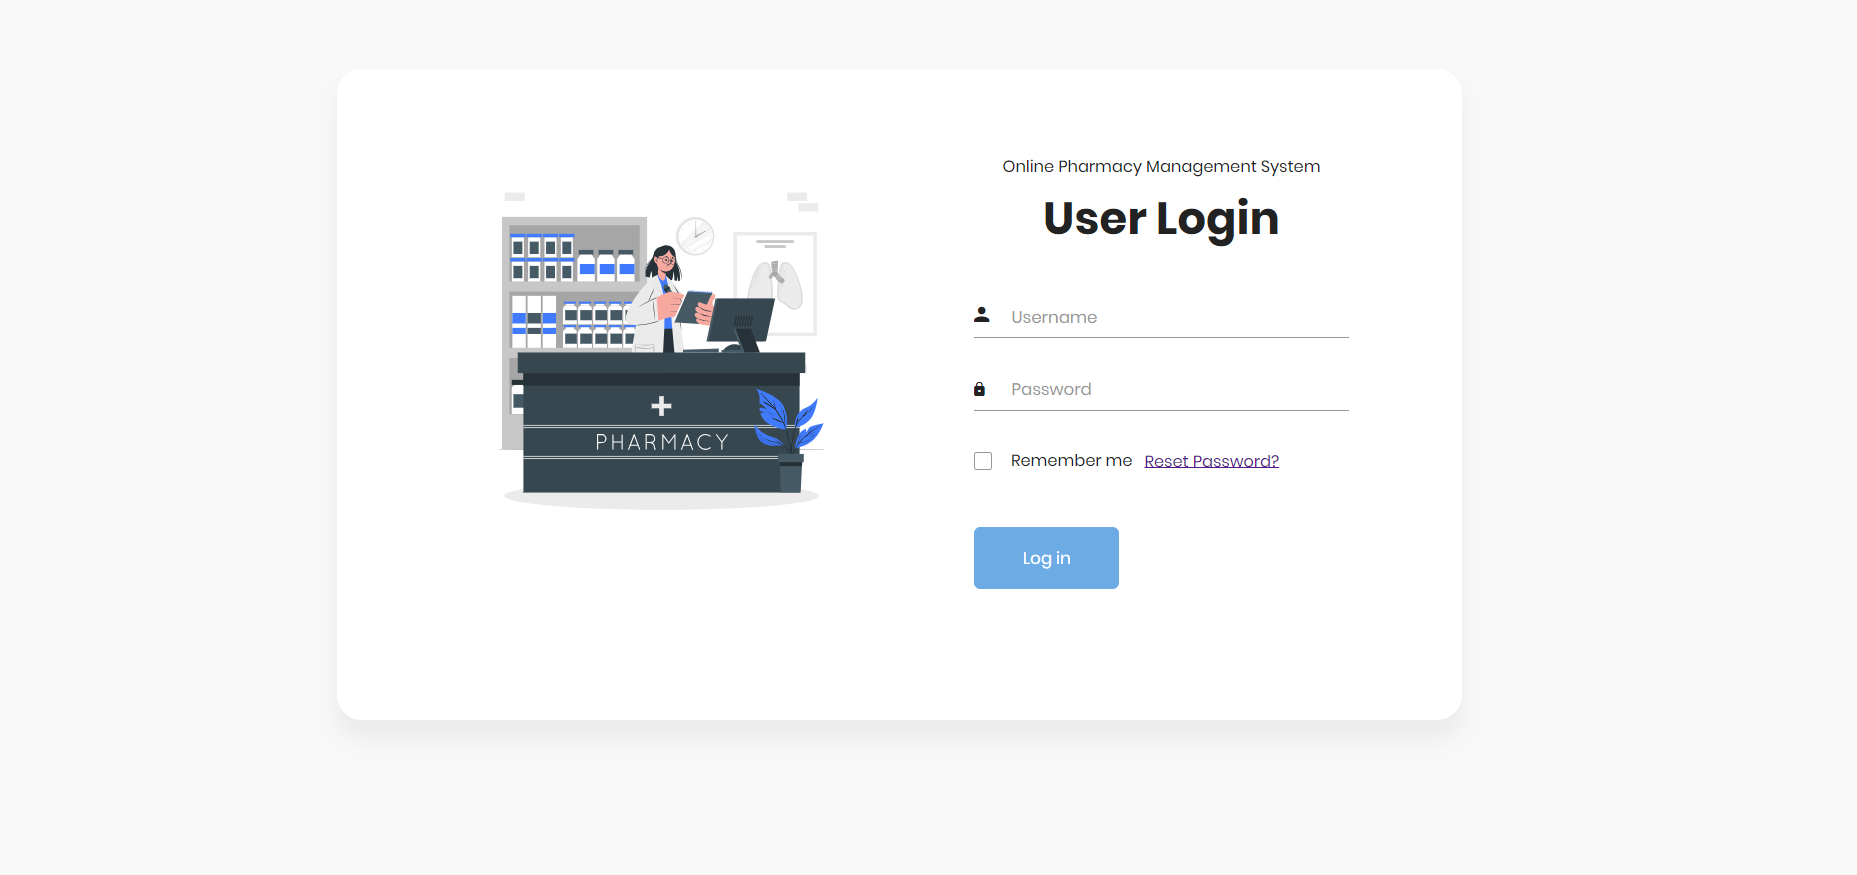 PHARMACY
Online Pharmacy Management System
User Login
Username
Password
Remember me Reset Password?
Log in